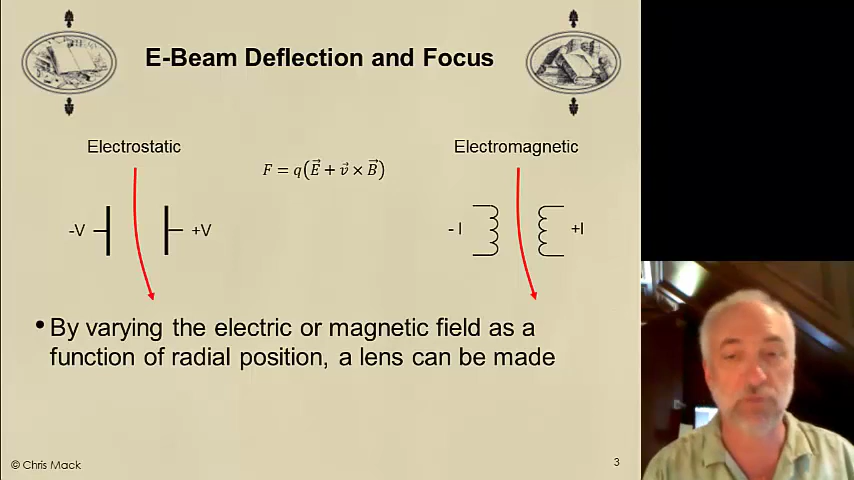 E-Beam Deflection and Focus
Electrostatic
F = q(E⃗ + v⃗ × B⃗)
Electromagnetic
-V
+V
- I
+I
• By varying the electric or magnetic field as a
function of radial position, a lens can be made
© Chris Mack
3